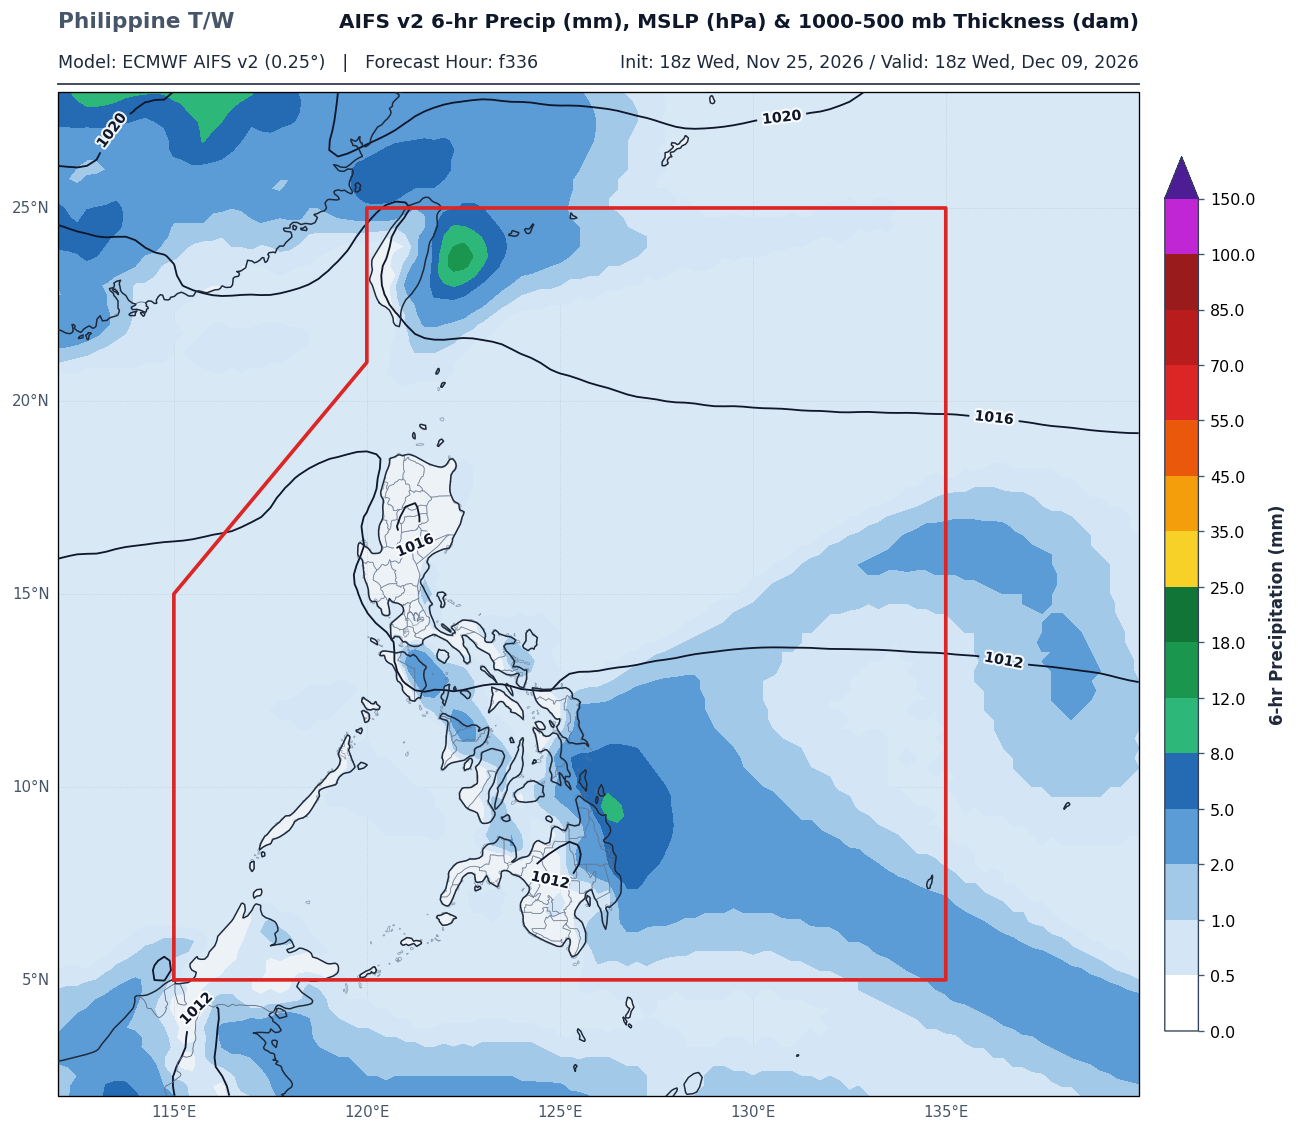 Philippine T/W
AIFS v2 6-hr Precip (mm), MSLP (hPa) & 1000-500 mb Thickness (dam)
Model: ECMWF AIFS v2 (0.25°) | Forecast Hour: f336
Init: 18z Wed, Nov 25, 2026 / Valid: 18z Wed, Dec 09, 2026
1020
1020
25°N
20°N
15°N
10°N
5°N
1016
1016
1012
1012
1012
115°E
120°E
125°E
130°E
135°E
150.0
100.0
85.0
70.0
55.0
45.0
35.0
25.0
18.0
12.0
8.0
5.0
2.0
1.0
0.5
0.0
6-hr Precipitation (mm)